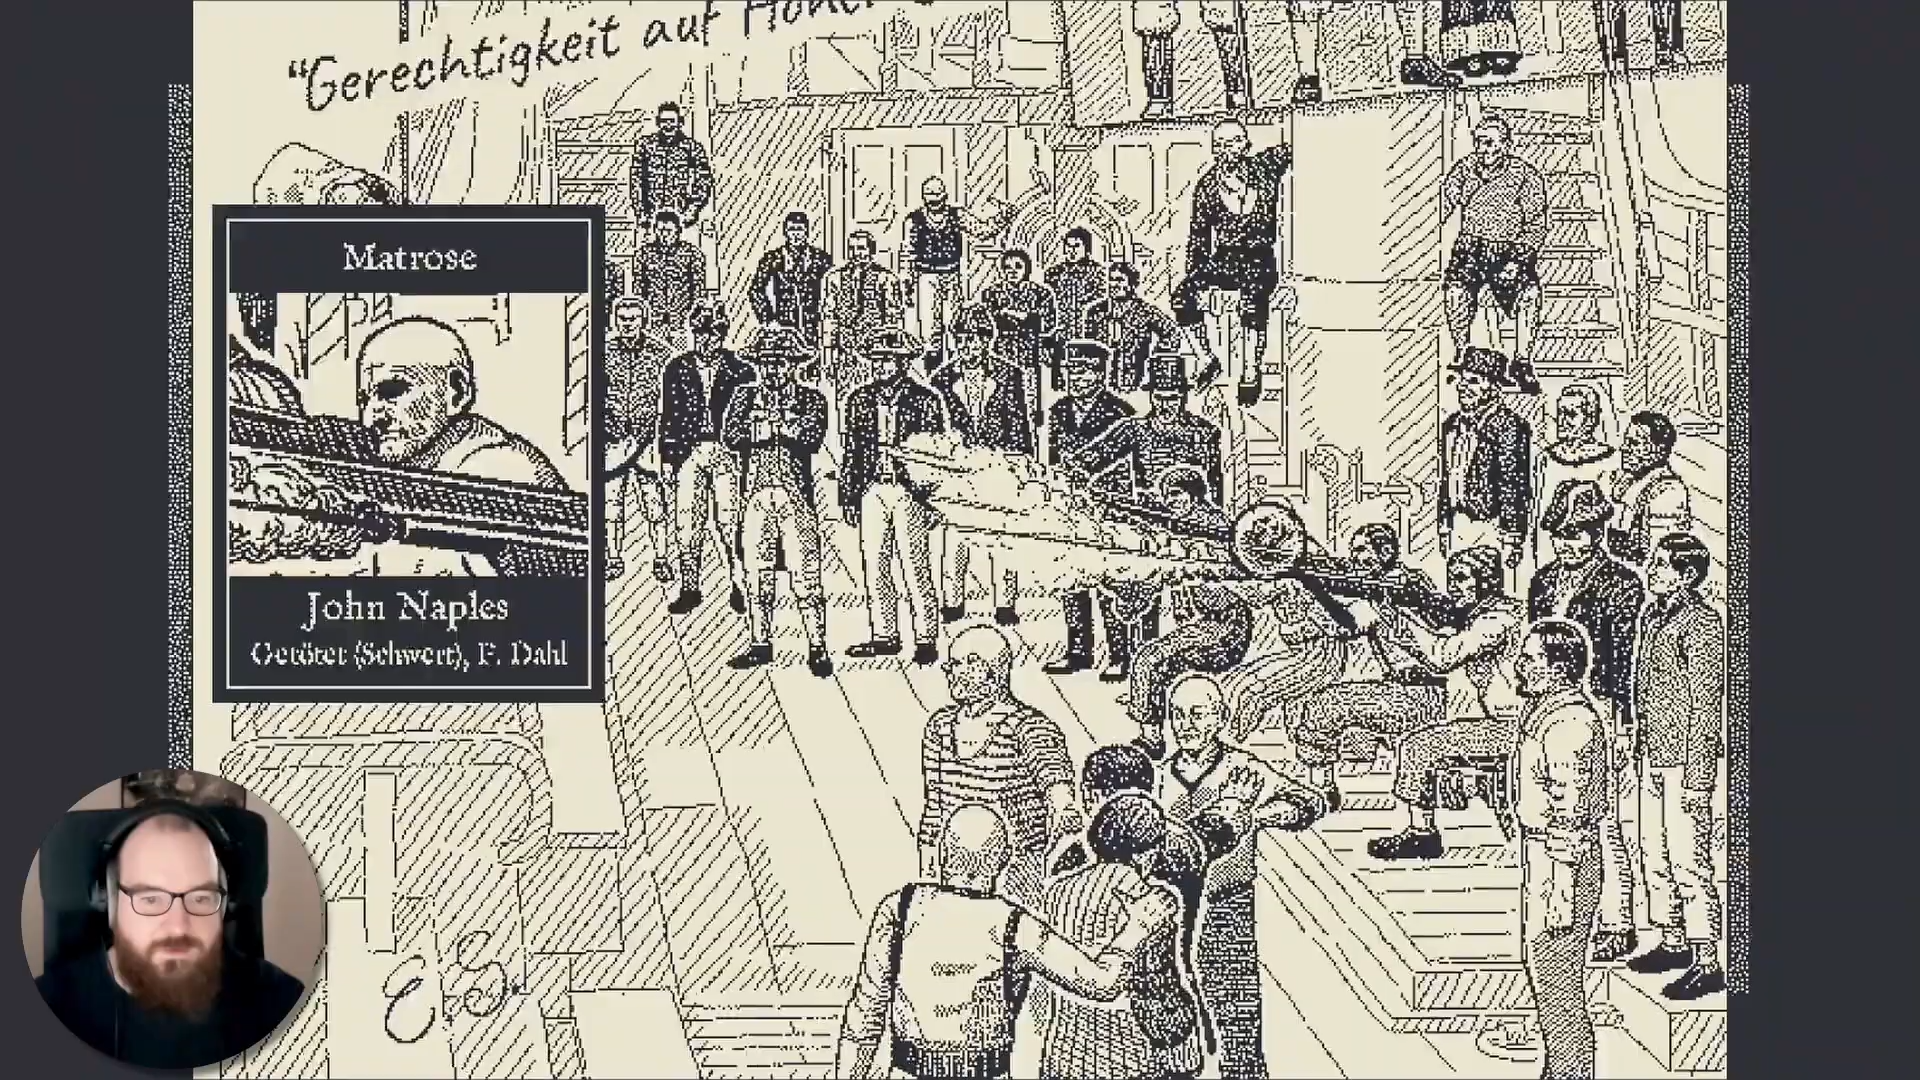 “Gerechtigkeit auf
Matrose
John Naples
Getötet (Schwert), F. Dahl
E.S.